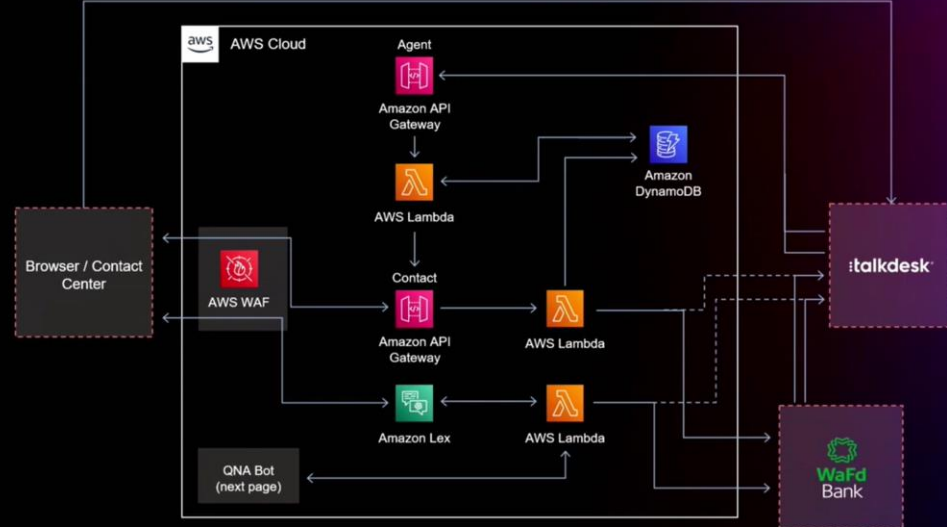 aws
AWS Cloud
Agent
Amazon API
Gateway
AWS Lambda
Amazon
DynamoDB
Browser / Contact
Center
AWS WAF
Contact
Amazon API
Gateway
AWS Lambda
:talkdesk
Amazon Lex
AWS Lambda
QNA Bot
(next page)
WaFd
Bank